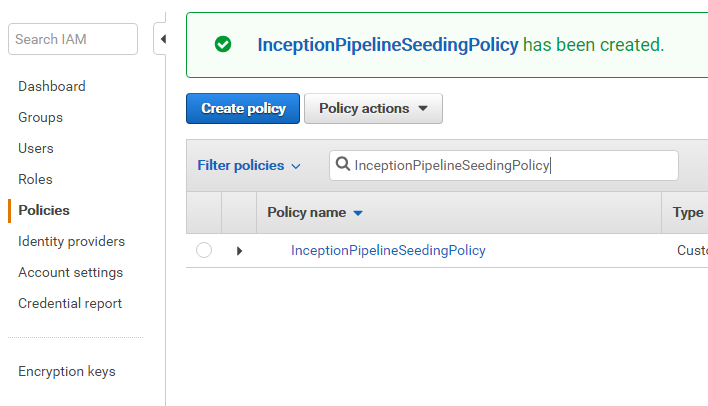 Search IAM
Dashboard
Groups
Users
Roles
Policies
Identity providers
Account settings
Credential report
Encryption keys
InceptionPipelineSeedingPolicy has been created.
Create policy
Policy actions
Filter policies
InceptionPipelineSeedingPolicy
Policy name
Type
InceptionPipelineSeedingPolicy
Custo